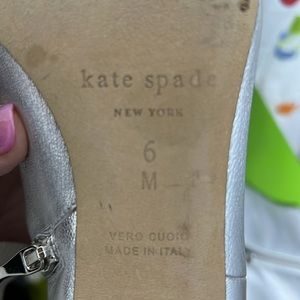 kate spade
NEW YORK
6
M
VERO CUOIO
MADE IN ITALY